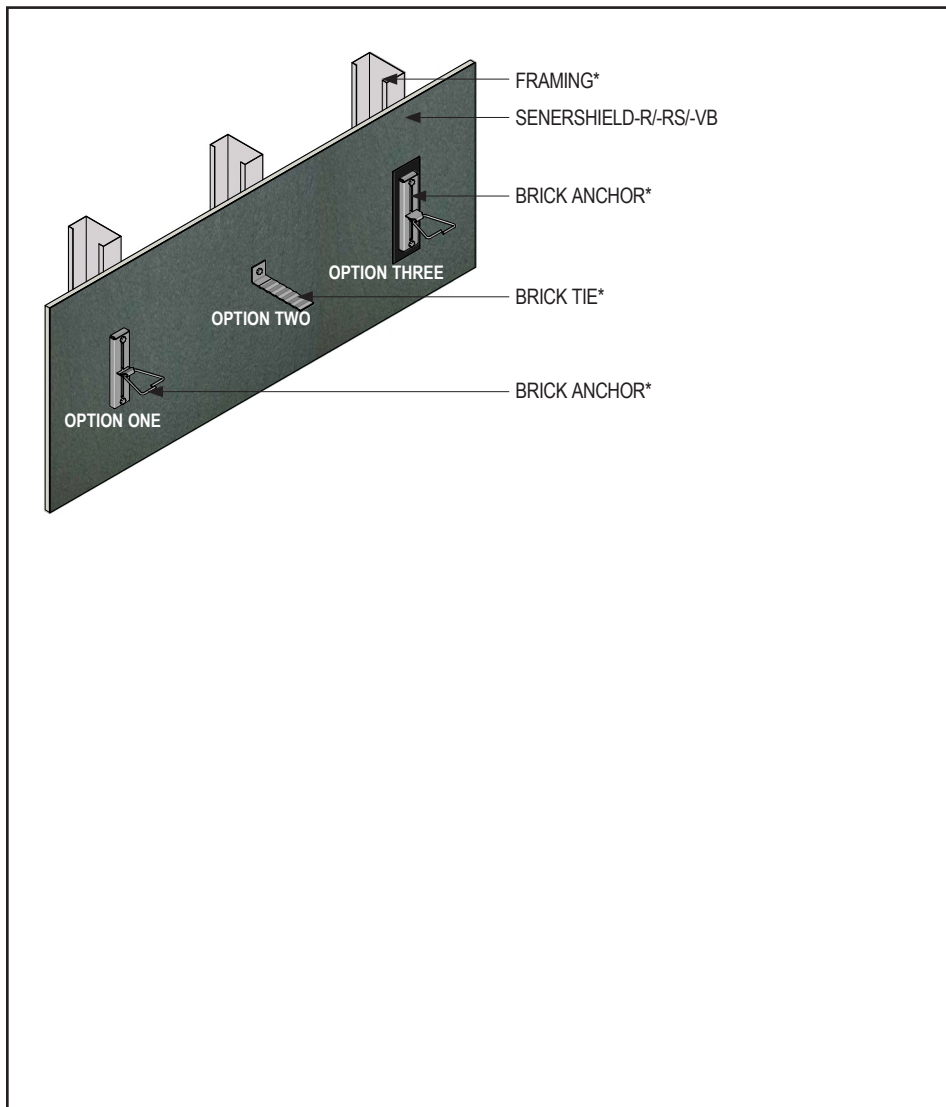 FRAMING*
SENERSHIELD-R/-RS/-VB
BRICK ANCHOR*
OPTION THREE
BRICK TIE*
OPTION TWO
BRICK ANCHOR*
OPTION ONE